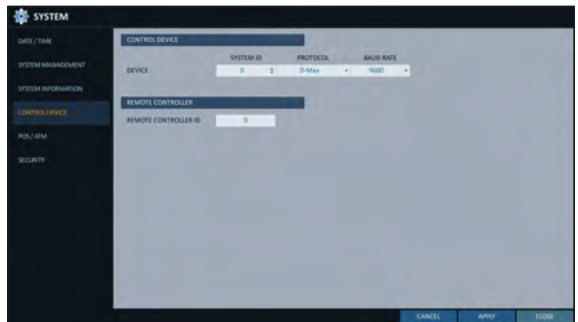 SYSTEM
DATE / TIME
SYSTEM MANAGEMENT
SYSTEM INFORMATION
CONTROL DEVICE
POS / ATM
SECURITY
CONTROL DEVICE
SYSTEM ID PROTOCOL BAUD RATE
DEVICE 0 D-Max 9600
REMOTE CONTROLLER
REMOTE CONTROLLER ID 0
CANCEL APPLY CLOSE